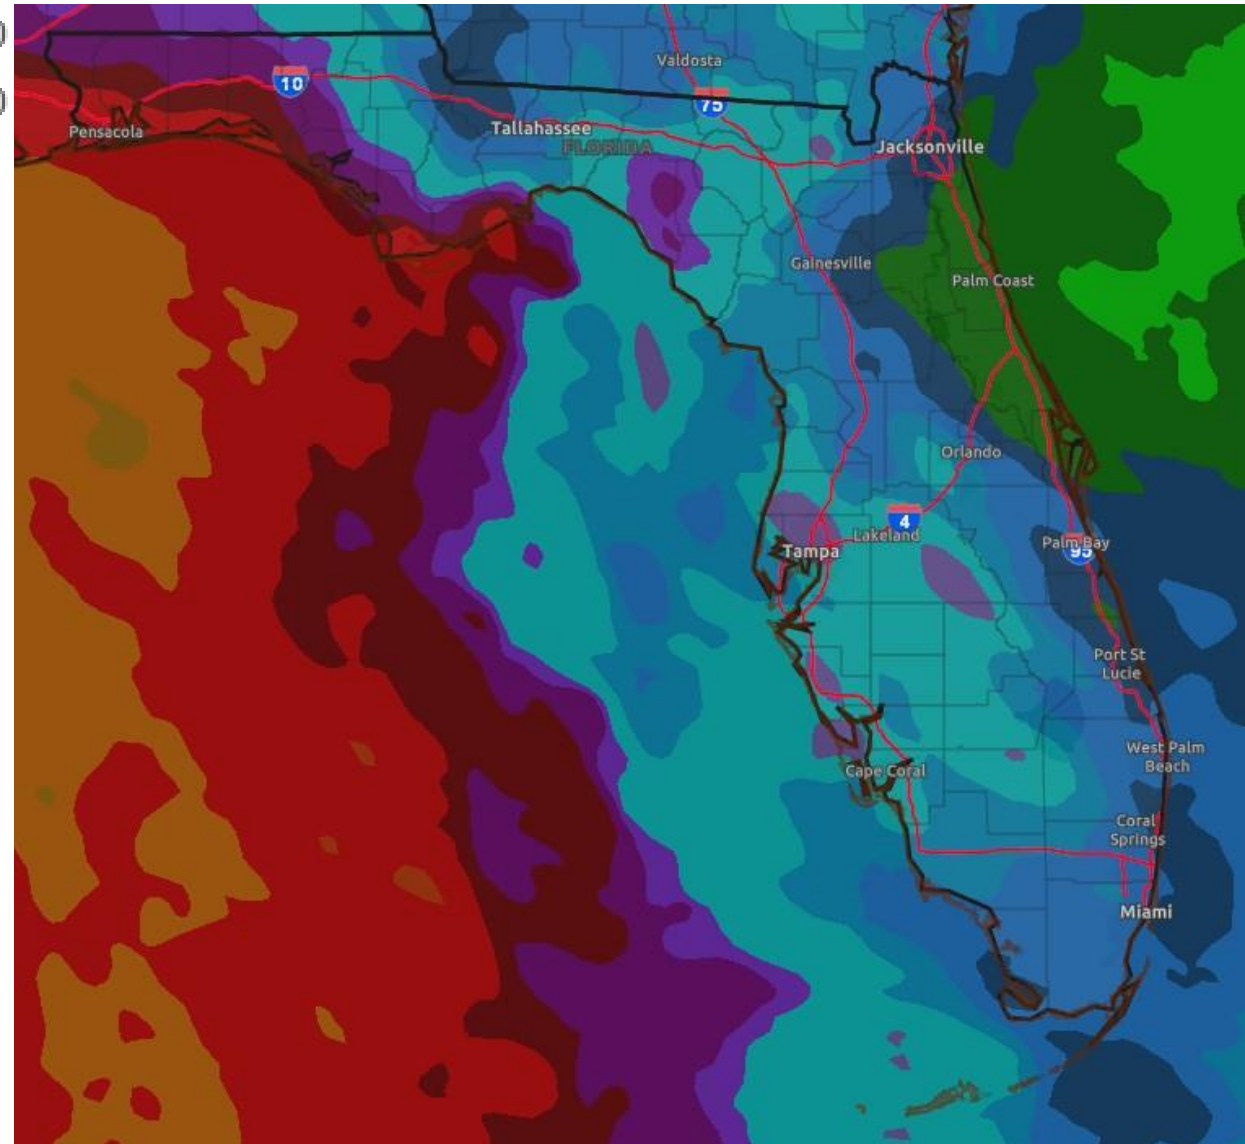 Valdosta
10
75
Pensacola
Tallahassee
FLORIDA
Jacksonville
Gainesville
Palm Coast
Orlando
4
Lakeland
Tampa
Palm Bay
95
Port St
Lucie
West Palm
Beach
Cape Coral
Coral
Springs
Miami